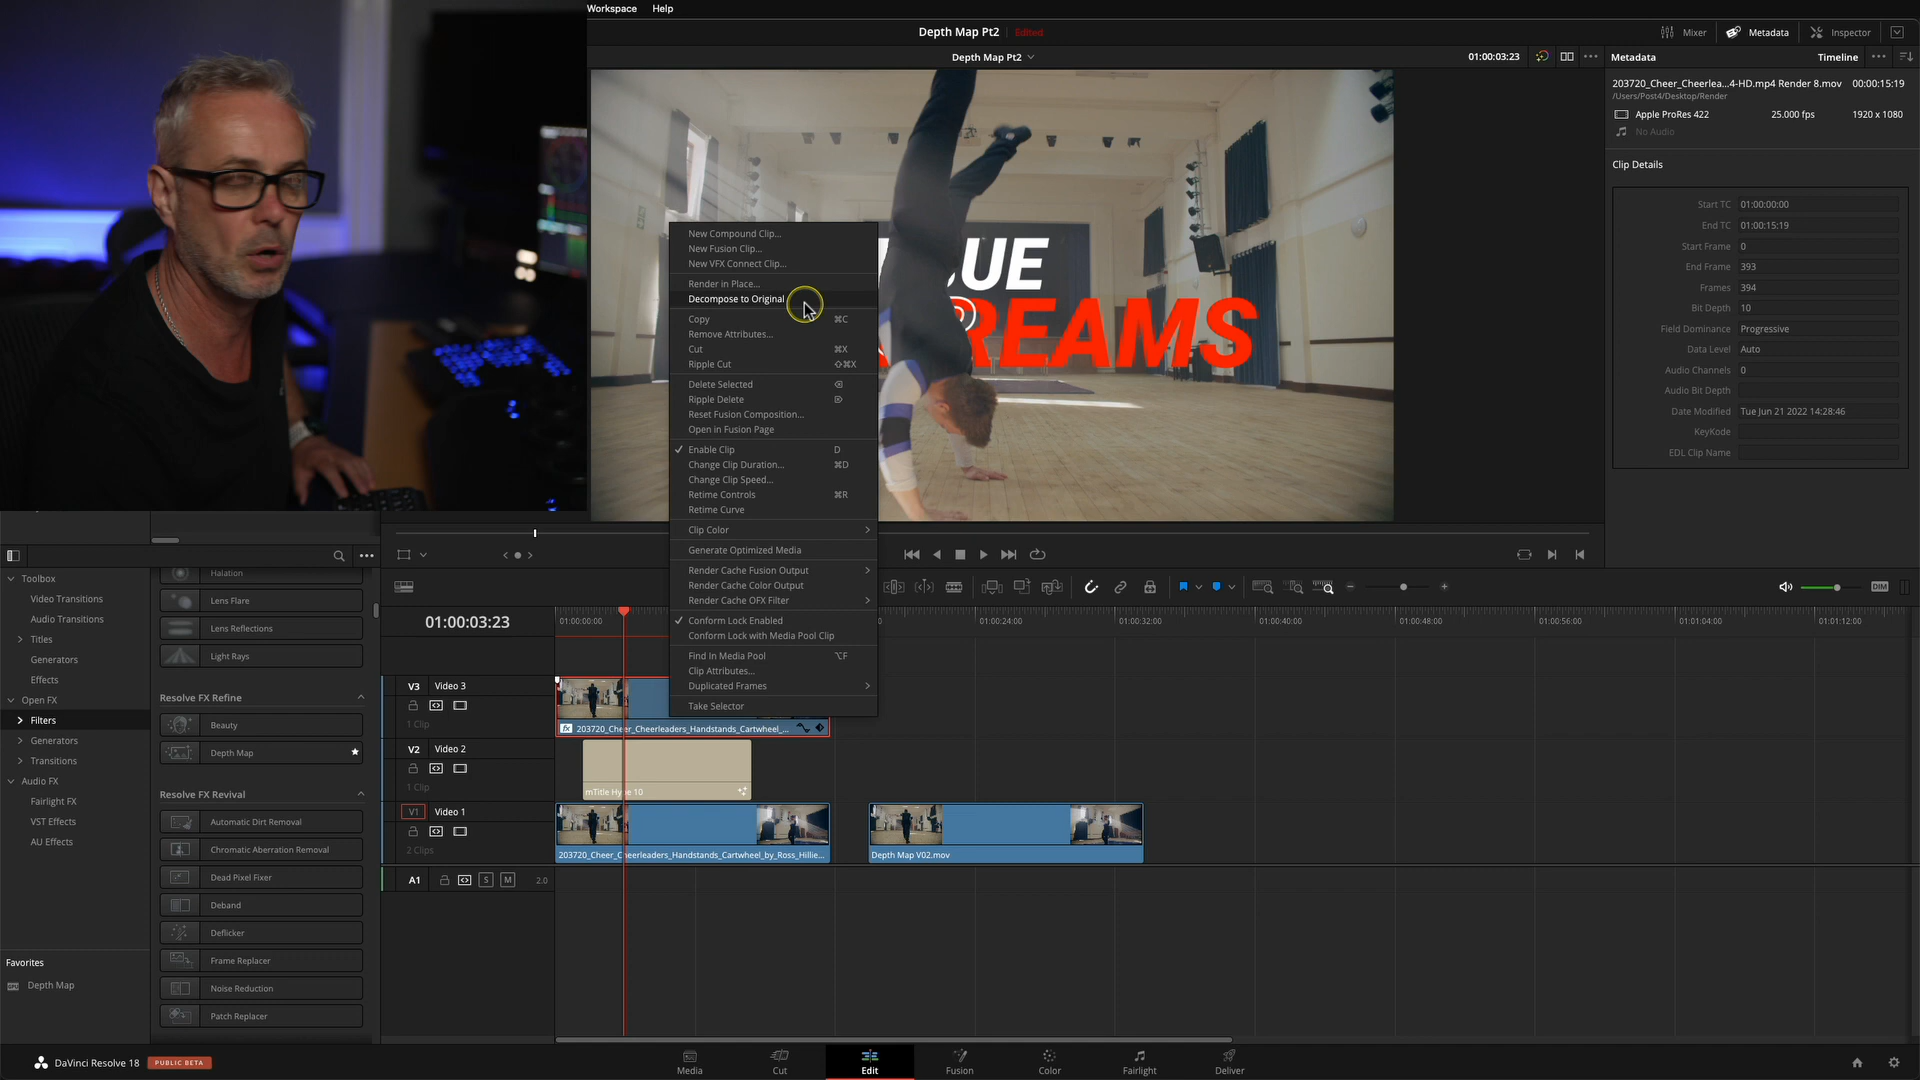 Workspace Help
Depth Map Pt2 Edited
Mixer Metadata Inspector
Depth Map Pt2
01:00:03:23
Metadata Timeline
203720_Cheer_Cheerlea...4-HD.mp4 Render 8.mov 00:00:15:19
/Users/Post4/Desktop/Render
Apple ProRes 422 25.000 fps 1920 x 1080
No Audio
Clip Details
Start TC 01:00:00:00
End TC 01:00:15:19
Start Frame 0
End Frame 393
Frames 394
Bit Depth 10
Field Dominance Progressive
Data Level Auto
Audio Channels 0
Audio Bit Depth
Date Modified Tue Jun 21 2022 14:28:46
KeyKode
EDL Clip Name
UE
REAMS
New Compound Clip...
New Fusion Clip...
New VFX Connect Clip...
Render in Place...
Decompose to Original
Copy ⌘C
Remove Attributes...
Cut ⌘X
Ripple Cut ⇧⌘X
Delete Selected ⌫
Ripple Delete ⌦
Reset Fusion Composition...
Open in Fusion Page
✓ Enable Clip D
Change Clip Duration... ⌘D
Change Clip Speed...
Retime Controls ⌘R
Retime Curve
Clip Color
Generate Optimized Media
Render Cache Fusion Output
Render Cache Color Output
Render Cache OFX Filter
✓ Conform Lock Enabled
Conform Lock with Media Pool Clip
Find In Media Pool ⌥F
Clip Attributes...
Duplicated Frames
Take Selector
Toolbox
Video Transitions
Audio Transitions
Titles
Generators
Effects
Open FX
Filters
Generators
Transitions
Audio FX
Fairlight FX
VST Effects
AU Effects
Favorites
Depth Map
Halation
Lens Flare
Lens Reflections
Light Rays
Resolve FX Refine
Beauty
Depth Map
Resolve FX Revival
Automatic Dirt Removal
Chromatic Aberration Removal
Dead Pixel Fixer
Deband
Deflicker
Frame Replacer
Noise Reduction
Patch Replacer
DIM
01:00:03:23
01:00:00:00 01:00:24:00 01:00:32:00 01:00:40:00 01:00:48:00 01:00:56:00 01:01:04:00 01:01:12:00
V3 Video 3
1 Clip
203720_Cheer_Cheerleaders_Handstands_Cartwheel_...
V2 Video 2
1 Clip
mTitle Hype 10
V1 Video 1
2 Clips
203720_Cheer_Cheerleaders_Handstands_Cartwheel_by_Ross_Hillie...
Depth Map V02.mov
A1 S M 2.0
DaVinci Resolve 18 PUBLIC BETA
Media Cut Edit Fusion Color Fairlight Deliver